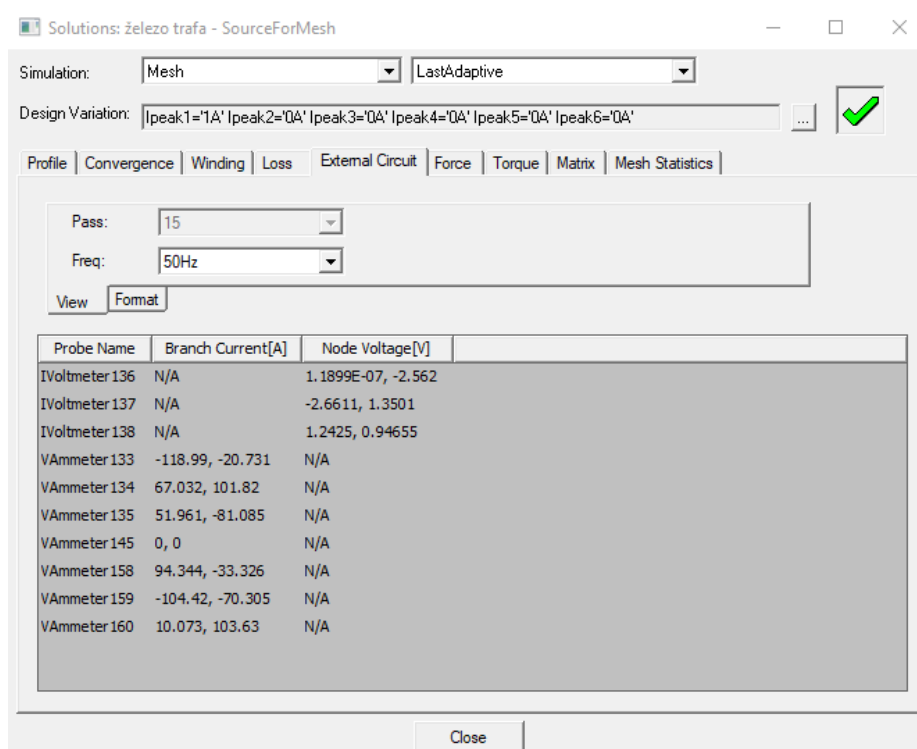 Solutions: železo trafa - SourceForMesh
Simulation: Mesh LastAdaptive
Design Variation: Ipeak1='1A' Ipeak2='0A' Ipeak3='0A' Ipeak4='0A' Ipeak5='0A' Ipeak6='0A' ...
Profile Convergence Winding Loss External Circuit Force Torque Matrix Mesh Statistics
Pass: 15
Freq: 50Hz
View Format
Probe Name Branch Current[A] Node Voltage[V]
IVoltmeter136 N/A 1.1899E-07, -2.562
IVoltmeter137 N/A -2.6611, 1.3501
IVoltmeter138 N/A 1.2425, 0.94655
VAmmeter133 -118.99, -20.731 N/A
VAmmeter134 67.032, 101.82 N/A
VAmmeter135 51.961, -81.085 N/A
VAmmeter145 0, 0 N/A
VAmmeter158 94.344, -33.326 N/A
VAmmeter159 -104.42, -70.305 N/A
VAmmeter160 10.073, 103.63 N/A
Close